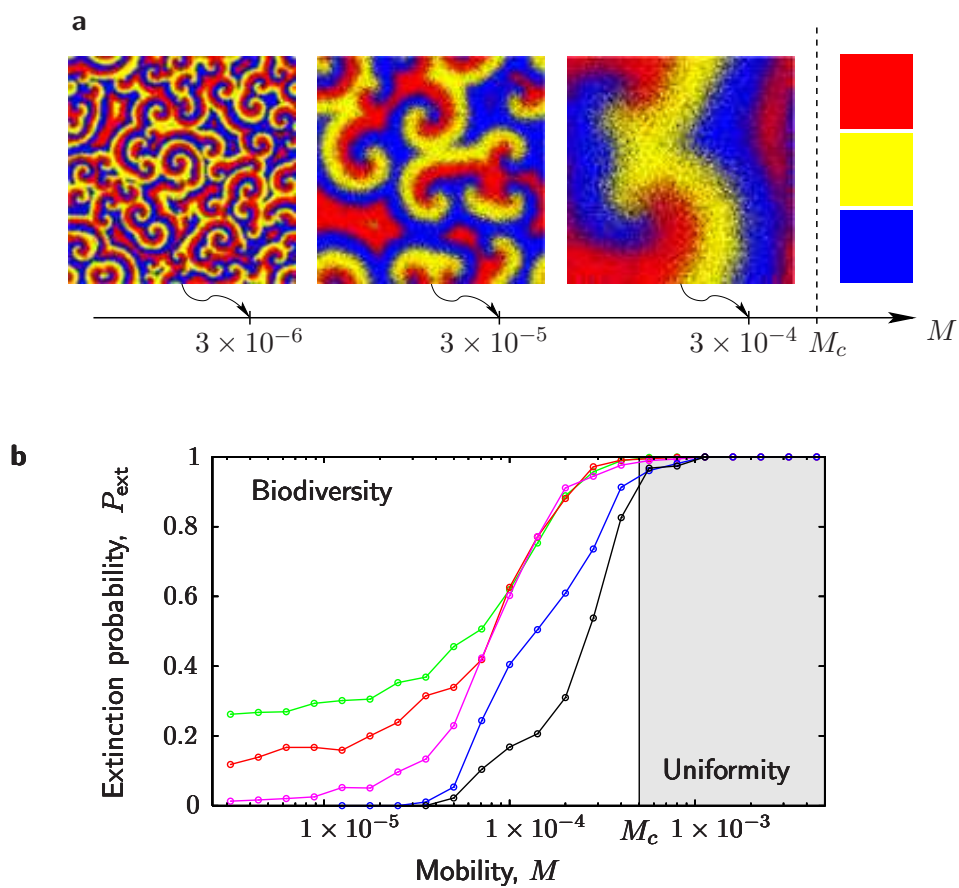 a
3 × 10⁻⁶
3 × 10⁻⁵
3 × 10⁻⁴
M_c
M
b
Extinction probability, P_ext
1
0.8
0.6
0.4
0.2
0
Biodiversity
Uniformity
1 × 10⁻⁵
1 × 10⁻⁴
M_c
1 × 10⁻³
Mobility, M